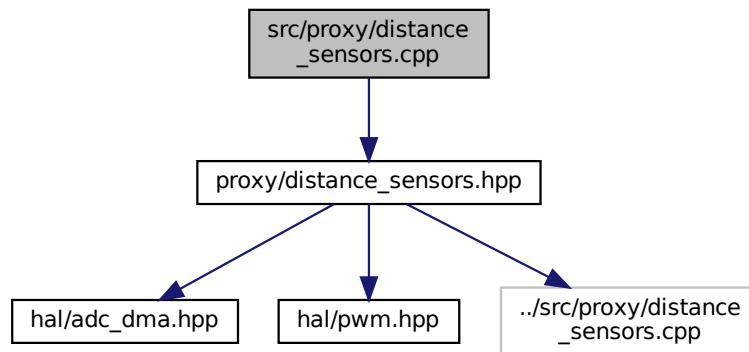 src/proxy/distance
_sensors.cpp
proxy/distance_sensors.hpp
hal/adc_dma.hpp
hal/pwm.hpp
../src/proxy/distance
_sensors.cpp